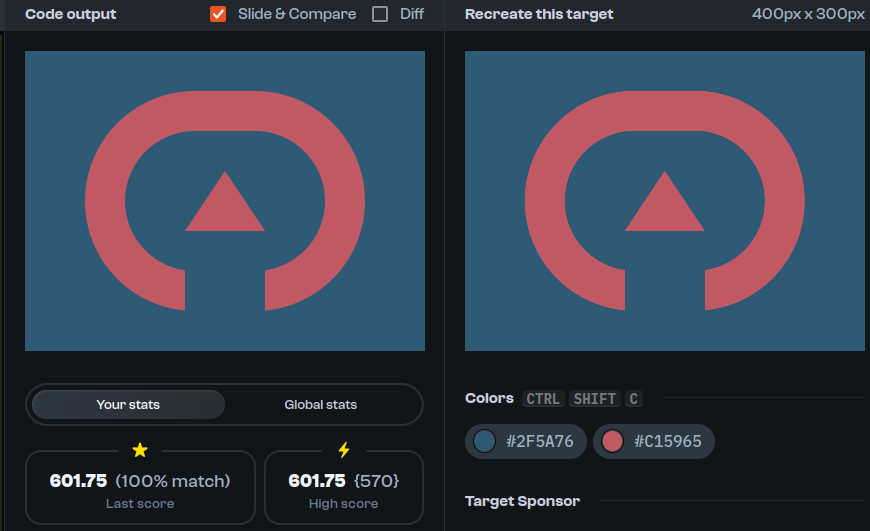 Code output
Slide & Compare
Diff
Recreate this target
400px x 300px
Your stats
Global stats
601.75 (100% match)
Last score
601.75 {570}
High score
Colors CTRL SHIFT C
#2F5A76
#C15965
Target Sponsor